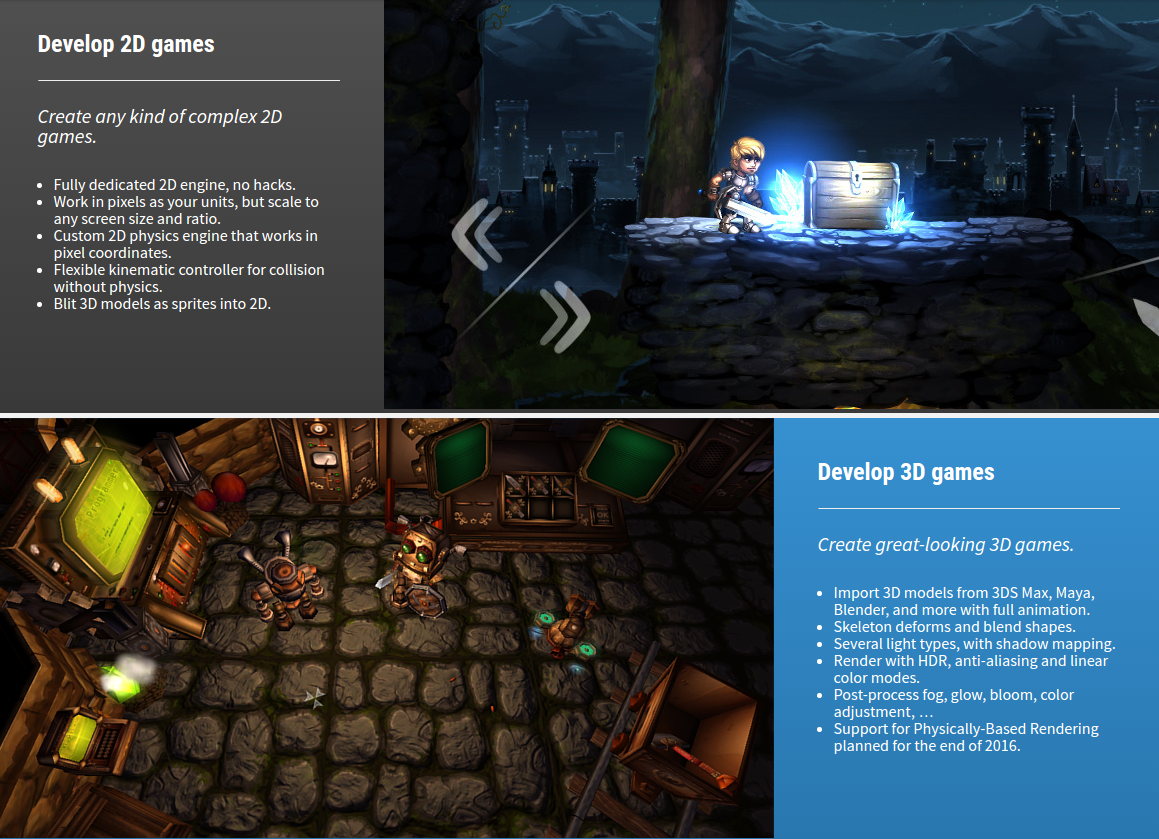 Develop 2D games
Create any kind of complex 2D
games.
Fully dedicated 2D engine, no hacks.
Work in pixels as your units, but scale to
any screen size and ratio.
Custom 2D physics engine that works in
pixel coordinates.
Flexible kinematic controller for collision
without physics.
Blit 3D models as sprites into 2D.
Develop 3D games
Create great-looking 3D games.
Import 3D models from 3DS Max, Maya,
Blender, and more with full animation.
Skeleton deforms and blend shapes.
Several light types, with shadow mapping.
Render with HDR, anti-aliasing and linear
color modes.
Post-process fog, glow, bloom, color
adjustment, …
Support for Physically-Based Rendering
planned for the end of 2016.